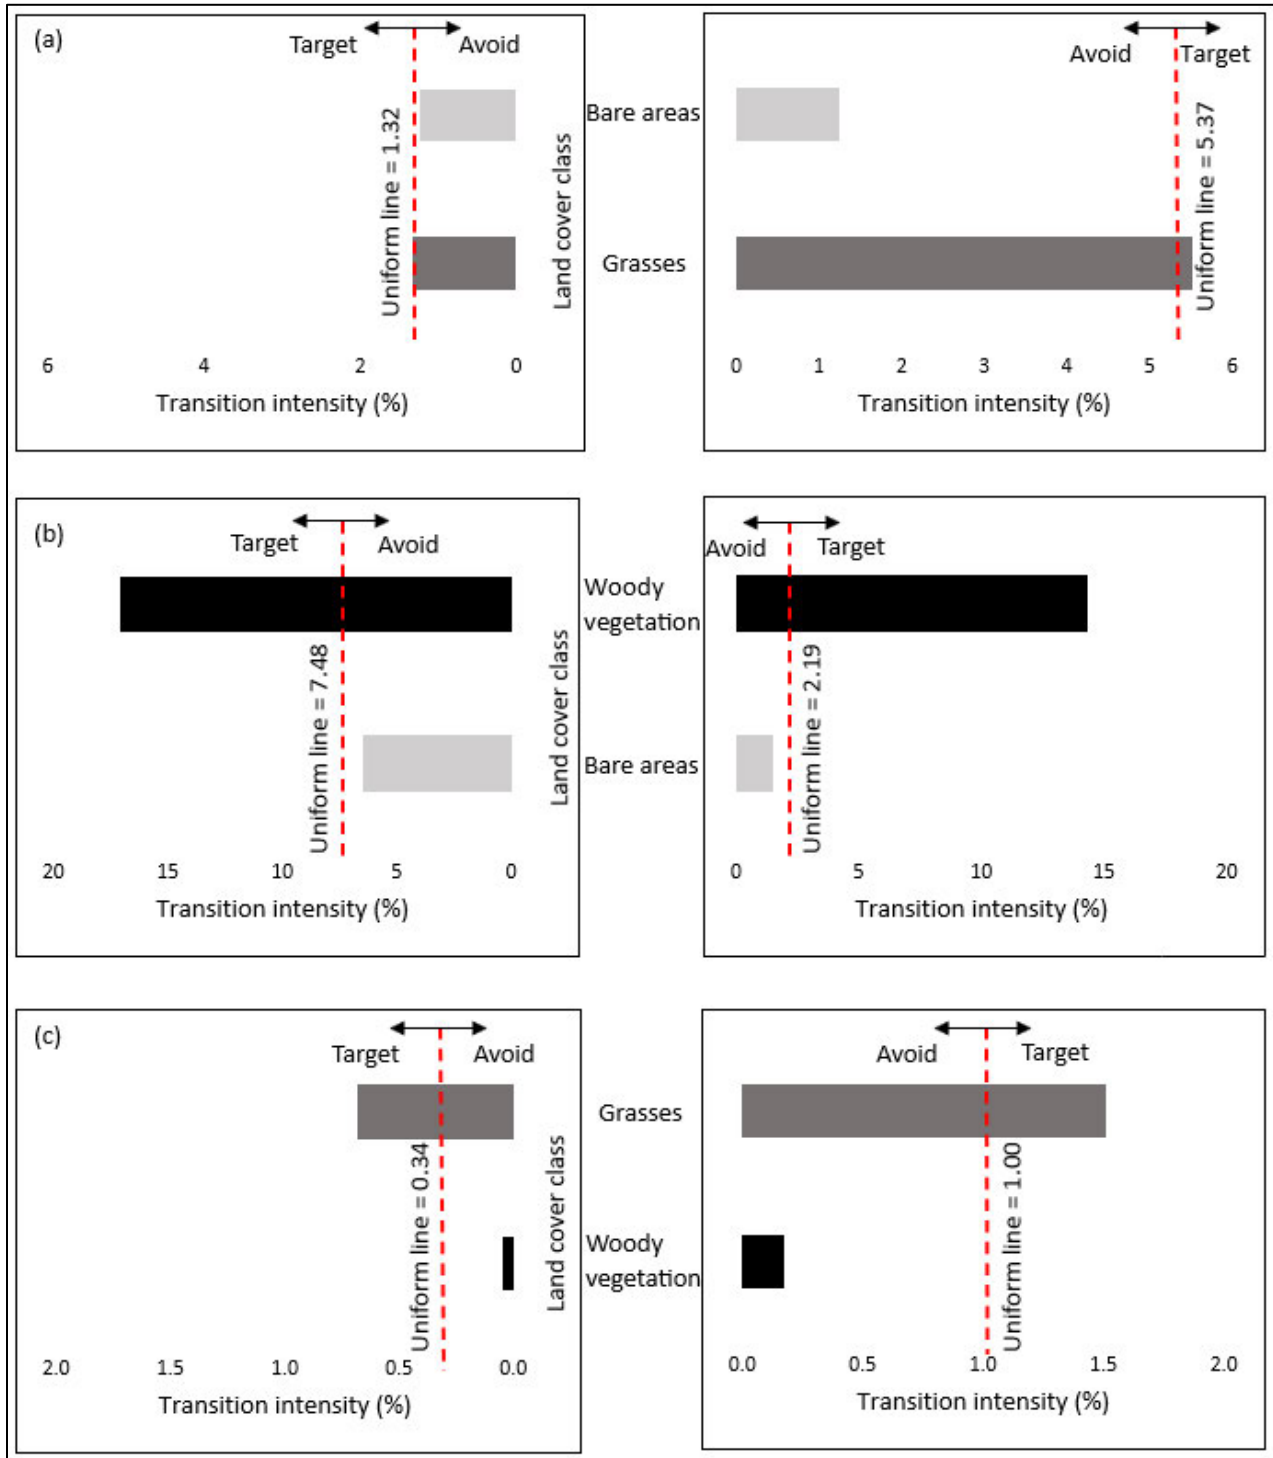 (a)
Target
Avoid
Uniform line = 1.32
Land cover class
6 4 2 0
Transition intensity (%)
Bare areas
Grasses
Avoid
Target
Uniform line = 5.37
0 1 2 3 4 5 6
Transition intensity (%)
(b)
Target
Avoid
Uniform line = 7.48
Land cover class
20 15 10 5 0
Transition intensity (%)
Woody
vegetation
Bare areas
Avoid
Target
Uniform line = 2.19
0 5 10 15 20
Transition intensity (%)
(c)
Target
Avoid
Uniform line = 0.34
Land cover class
2.0 1.5 1.0 0.5 0.0
Transition intensity (%)
Grasses
Woody
vegetation
Avoid
Target
Uniform line = 1.00
0.0 0.5 1.0 1.5 2.0
Transition intensity (%)